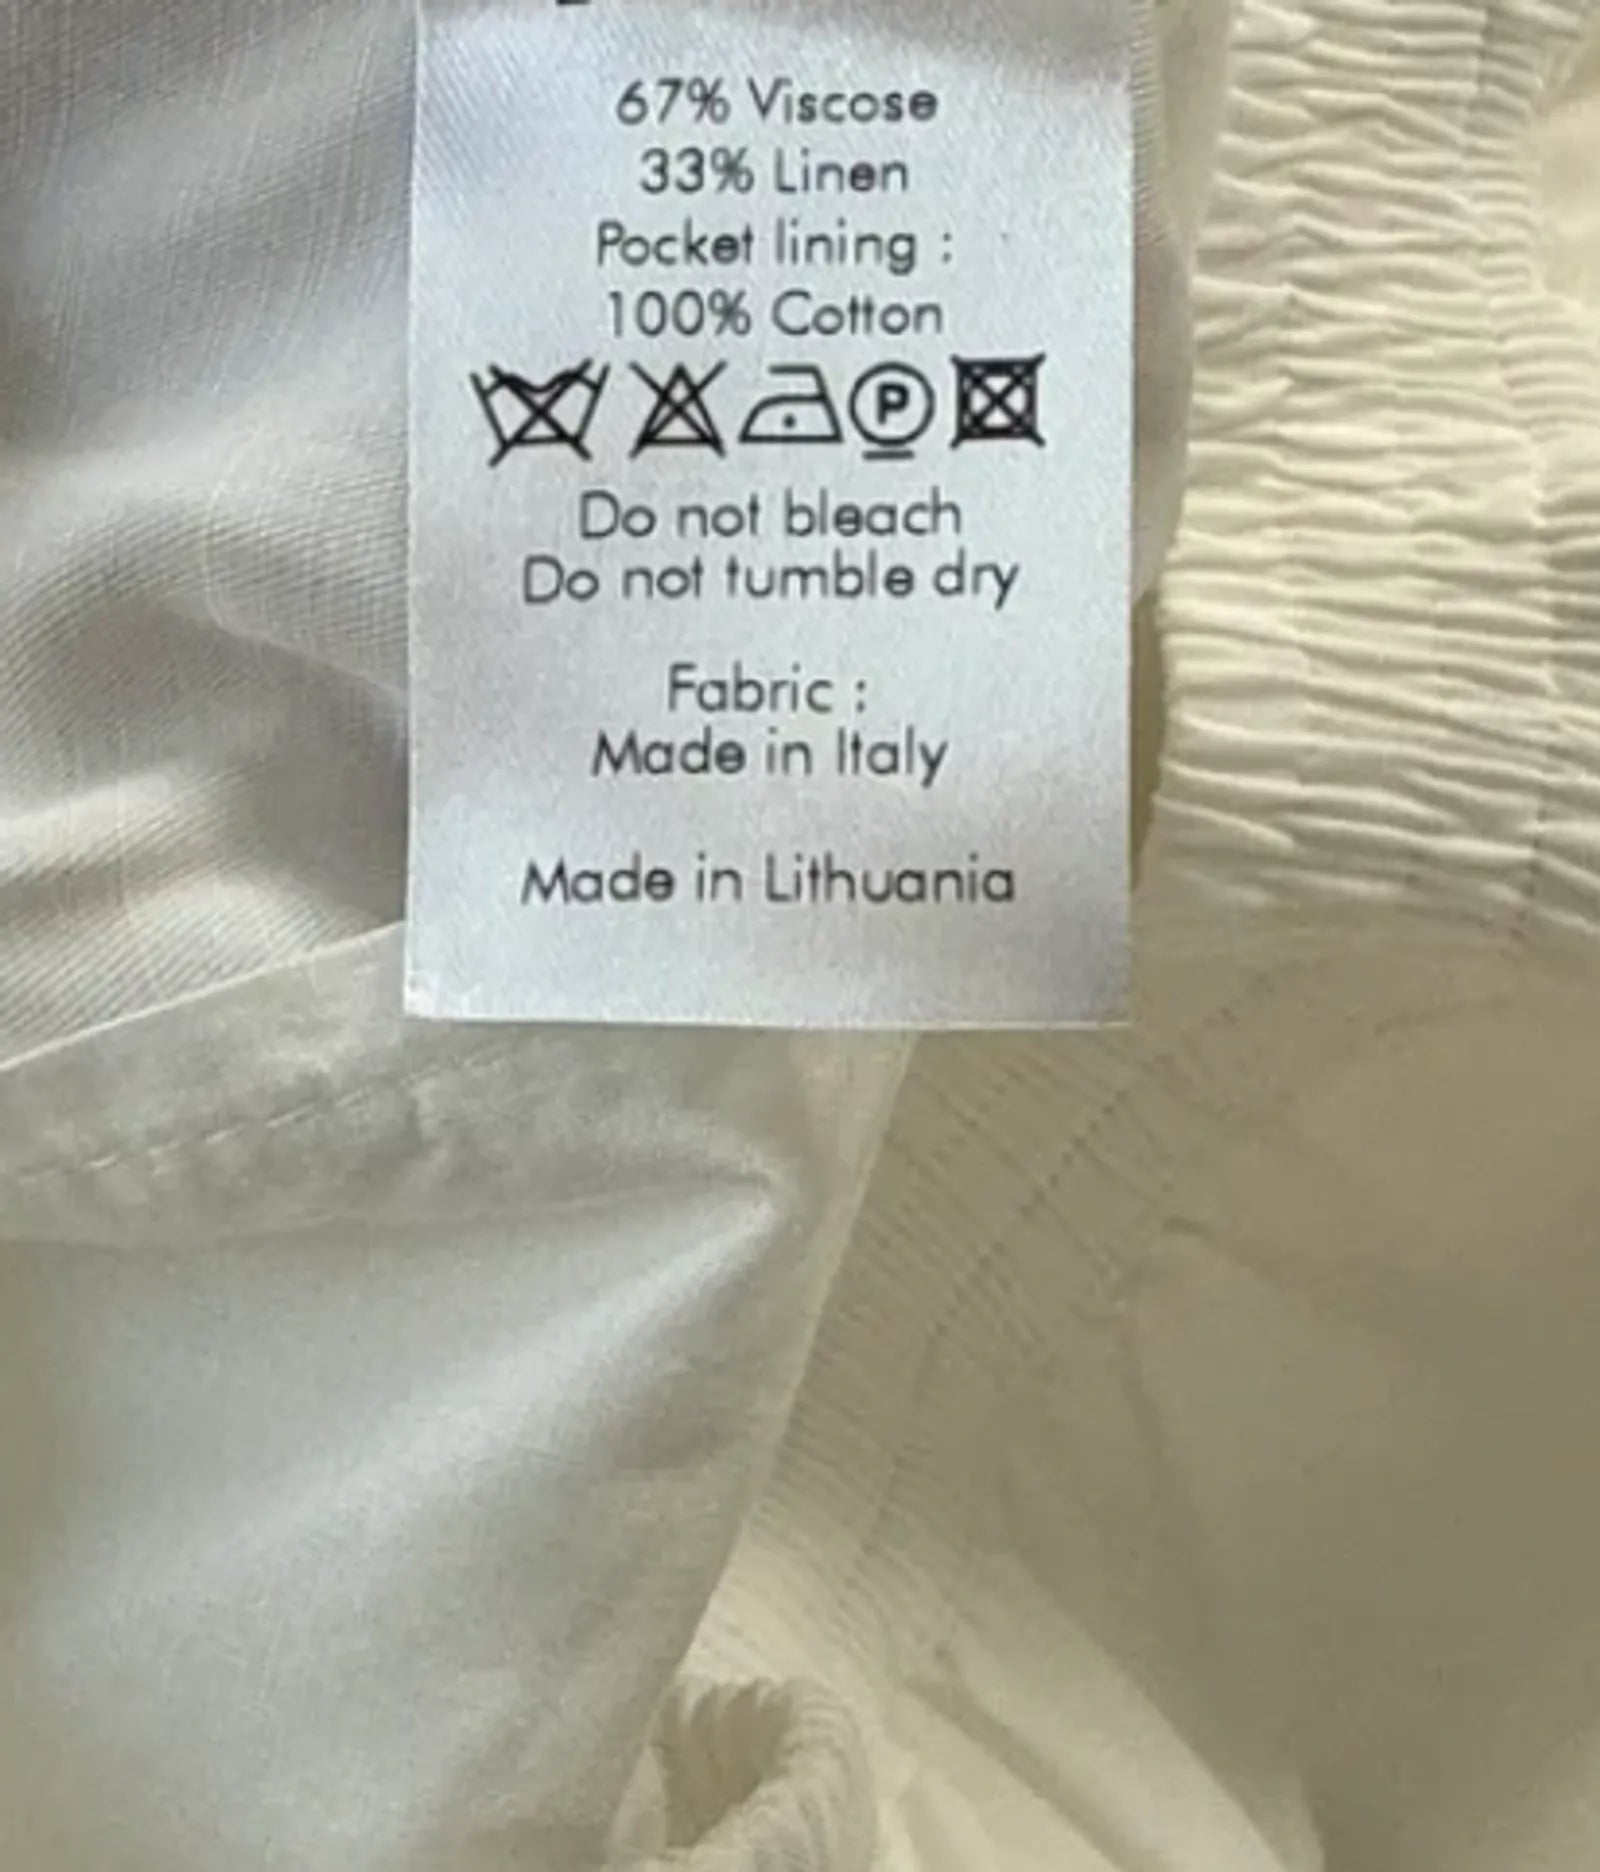 67% Viscose
33% Linen
Pocket lining :
100% Cotton
P
Do not bleach
Do not tumble dry
Fabric :
Made in Italy
Made in Lithuania